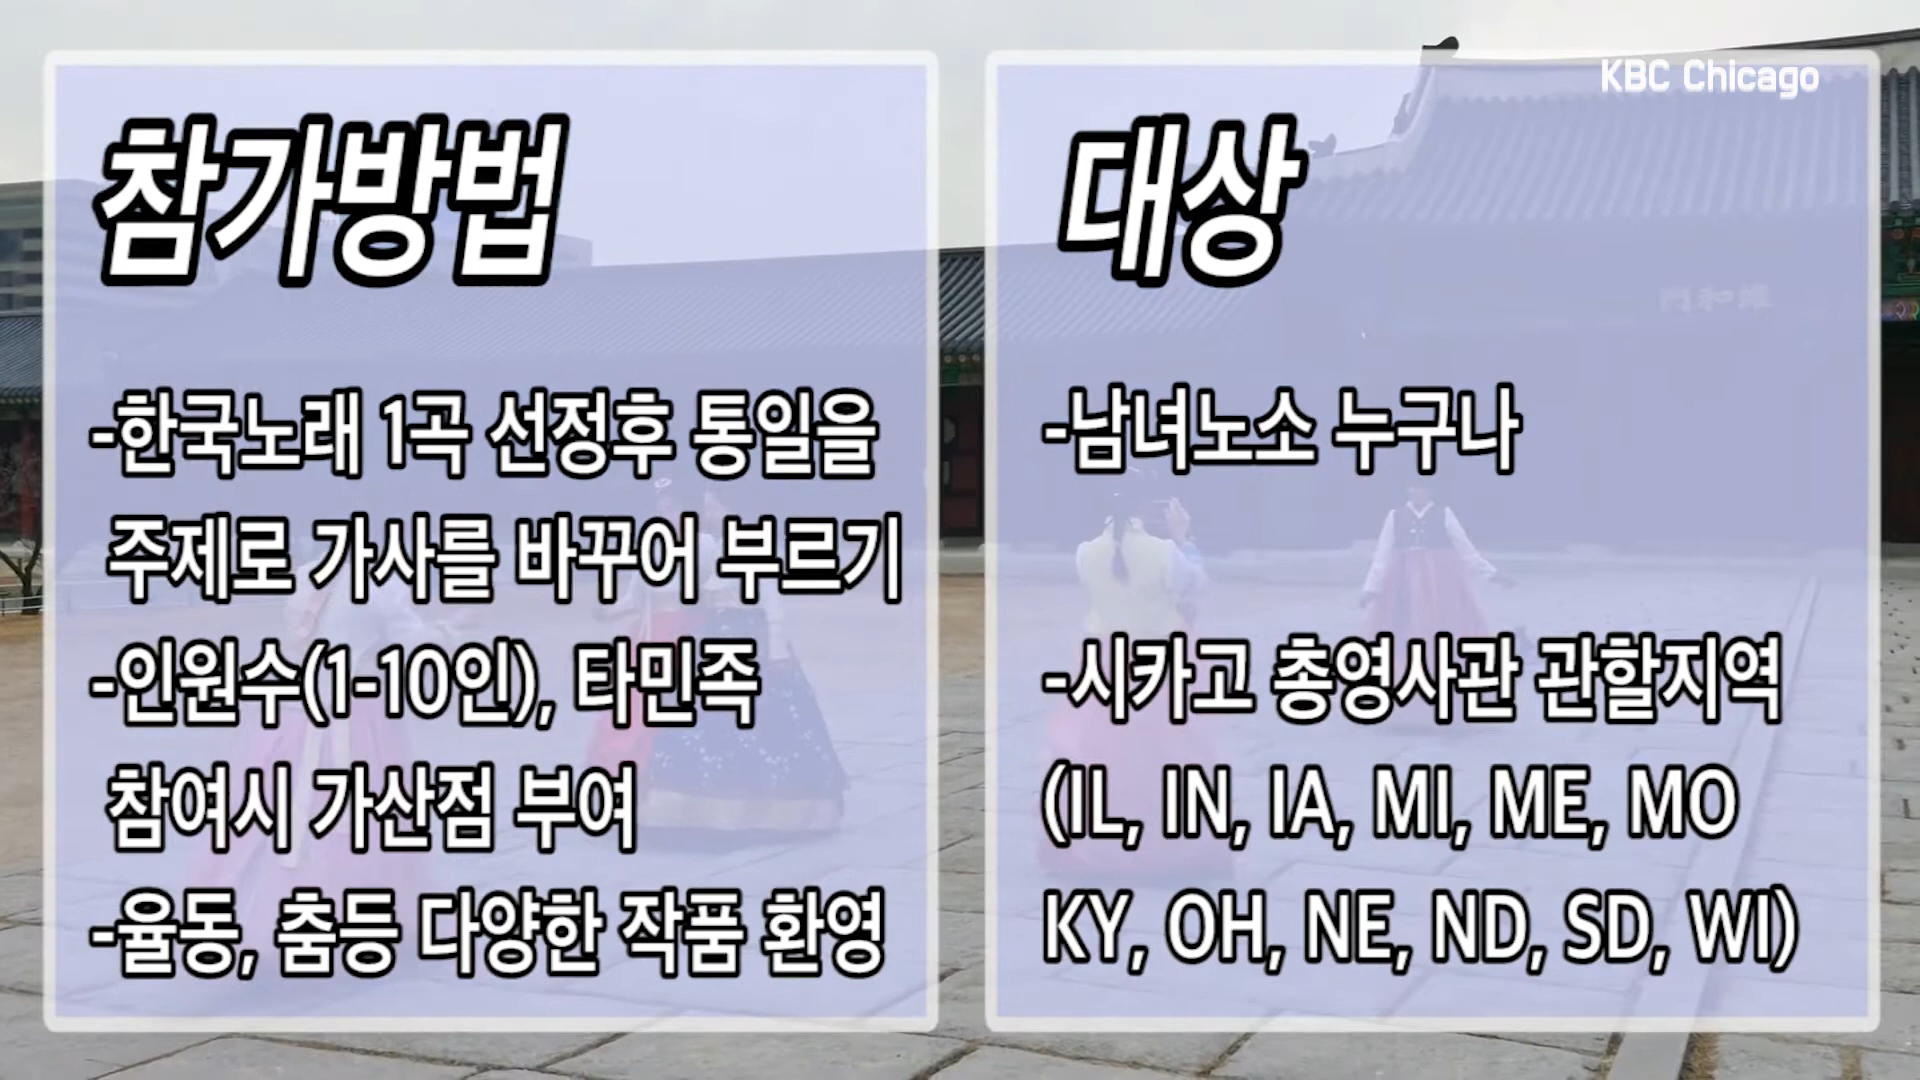 KBC Chicago
참가방법
-한국노래 1곡 선정후 통일을
주제로 가사를 바꾸어 부르기
-인원수(1-10인), 타민족
참여시 가산점 부여
-율동, 춤등 다양한 작품 환영
대상
-남녀노소 누구나
-시카고 총영사관 관할지역
(IL, IN, IA, MI, ME, MO
KY, OH, NE, ND, SD, WI)